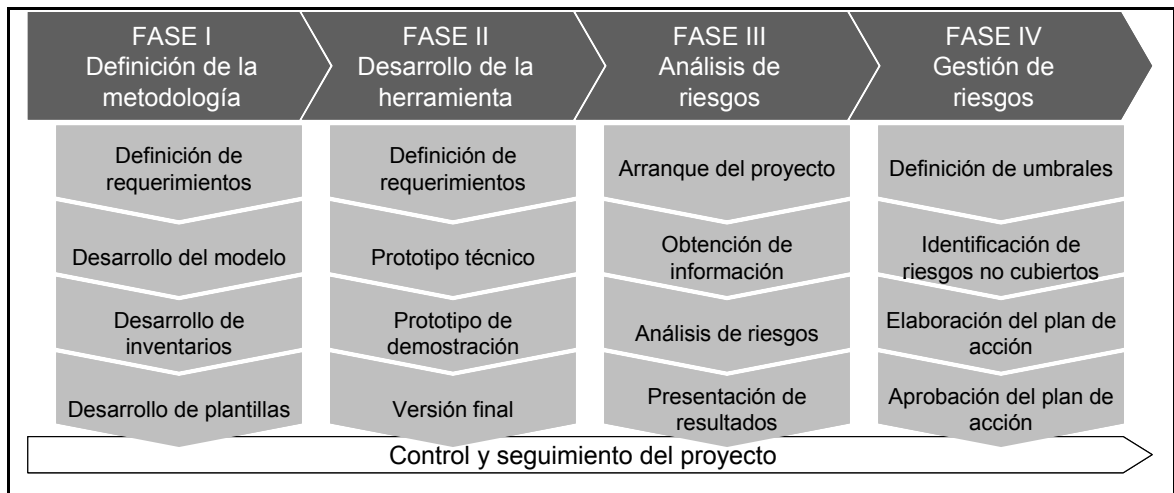 FASE I
Definición de la
metodología
FASE II
Desarrollo de la
herramienta
FASE III
Análisis de
riesgos
FASE IV
Gestión de
riesgos
Definición de
requerimientos
Desarrollo del modelo
Desarrollo de
inventarios
Desarrollo de plantillas
Definición de
requerimientos
Prototipo técnico
Prototipo de
demostración
Versión final
Arranque del proyecto
Obtención de
información
Análisis de riesgos
Presentación de
resultados
Definición de umbrales
Identificación de
riesgos no cubiertos
Elaboración del plan de
acción
Aprobación del plan de
acción
Control y seguimiento del proyecto